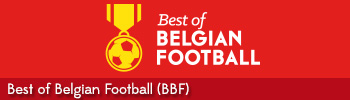 Best of
BELGIAN
FOOTBALL
Best of Belgian Football (BBF)